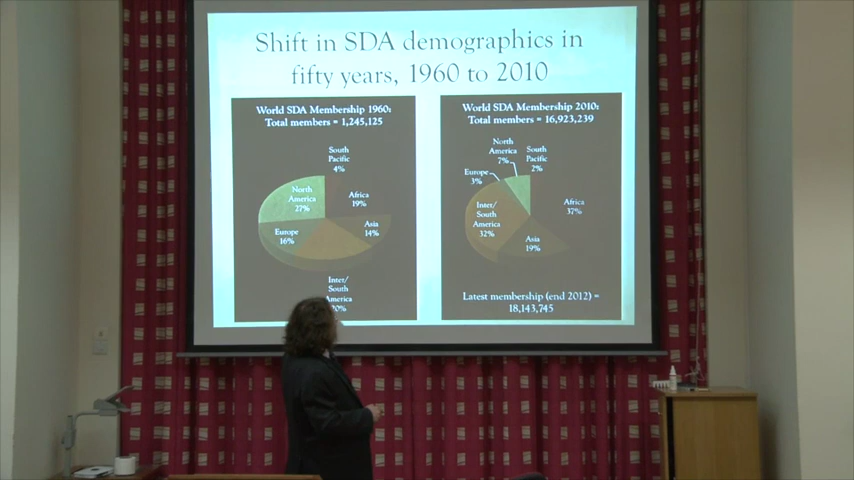 Shift in SDA demographics in
fifty years, 1960 to 2010
World SDA Membership 1960:
Total members = 1,245,125
South
Pacific
4%
North
America
27%
Africa
19%
Asia
14%
Europe
16%
Inter/
South
America
World SDA Membership 2010:
Total members = 16,923,239
North
America
7%
South
Pacific
2%
Europe
3%
Africa
37%
Inter/
South
America
32%
Asia
19%
Latest membership (end 2012) =
18,143,745